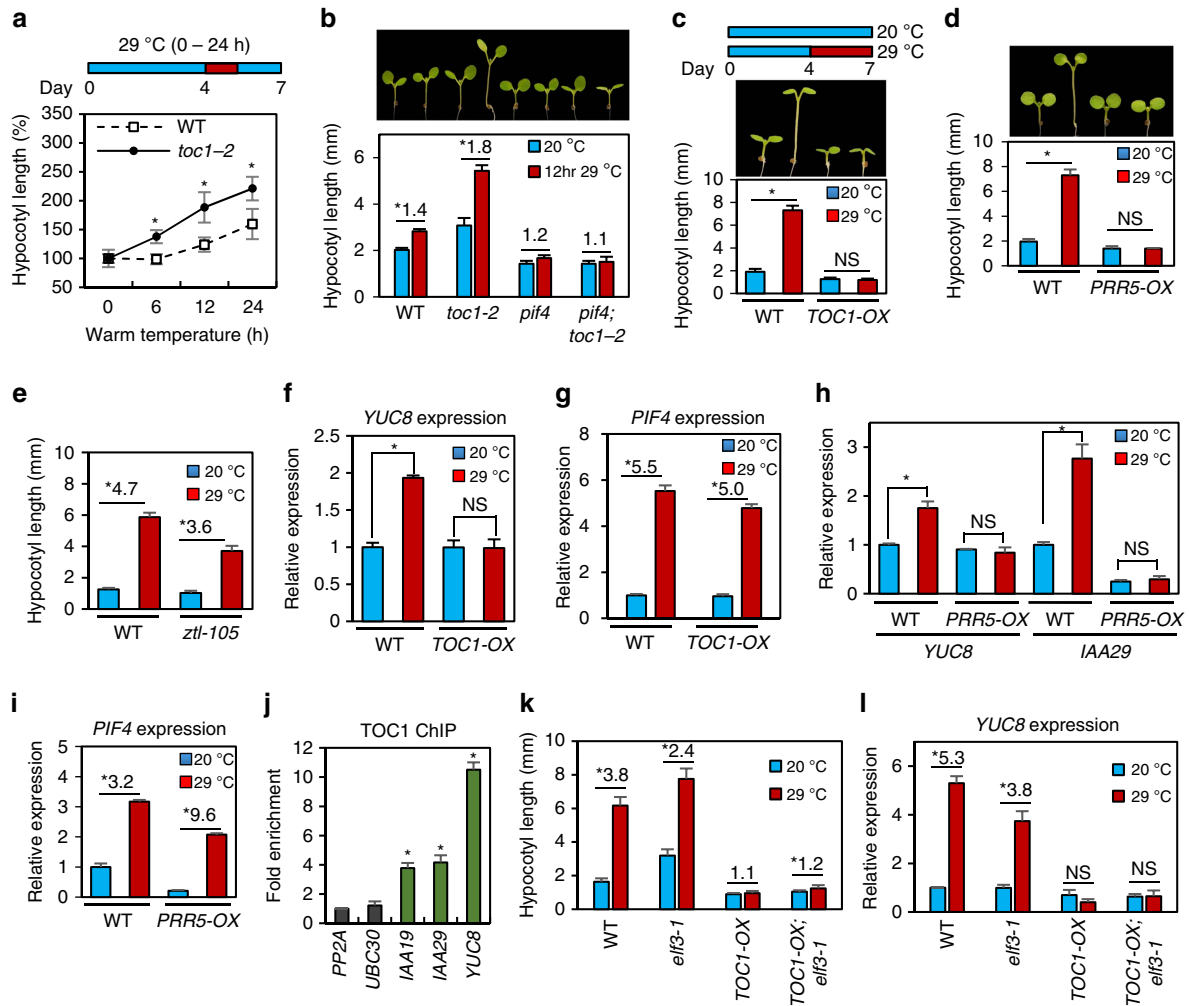 a
29 °C (0 – 24 h)
Day 0 4 7
Hypocotyl length (%)
350
300
250
200
150
100
50
WT
toc1–2
*
*
*
0 6 12 24
Warm temperature (h)
b
Hypocotyl length (mm)
6
4
2
0
20 °C
12hr 29 °C
*1.4
*1.8
1.2
1.1
WT toc1-2 pif4 pif4;
toc1–2
c
20 °C
29 °C
Day 0 4 7
Hypocotyl length (mm)
10
8
6
4
2
0
20 °C
29 °C
*
NS
WT TOC1-OX
d
Hypocotyl length (mm)
10
8
6
4
2
0
20 °C
29 °C
*
NS
WT PRR5-OX
e
Hypocotyl length (mm)
10
8
6
4
2
0
20 °C
29 °C
*4.7
*3.6
WT ztl-105
f
YUC8 expression
Relative expression
2.5
2
1.5
1
0.5
0
20 °C
29 °C
*
NS
WT TOC1-OX
g
PIF4 expression
Relative expression
8
6
4
2
0
20 °C
29 °C
*5.5
*5.0
WT TOC1-OX
h
Relative expression
3
2
1
0
20 °C
29 °C
*
NS
*
NS
WT PRR5-OX WT PRR5-OX
YUC8 IAA29
i
PIF4 expression
Relative expression
5
4
3
2
1
0
20 °C
29 °C
*3.2
*9.6
WT PRR5-OX
j
TOC1 ChIP
Fold enrichment
12
10
8
6
4
2
0
*
*
*
PP2A
UBC30
IAA19
IAA29
YUC8
k
Hypocotyl length (mm)
10
8
6
4
2
0
20 °C
29 °C
*3.8
*2.4
1.1
*1.2
WT
elf3-1
TOC1-OX
TOC1-OX;
elf3-1
l
YUC8 expression
Relative expression
6
4
2
0
20 °C
29 °C
*5.3
*3.8
NS
NS
WT
elf3-1
TOC1-OX
TOC1-OX;
elf3-1